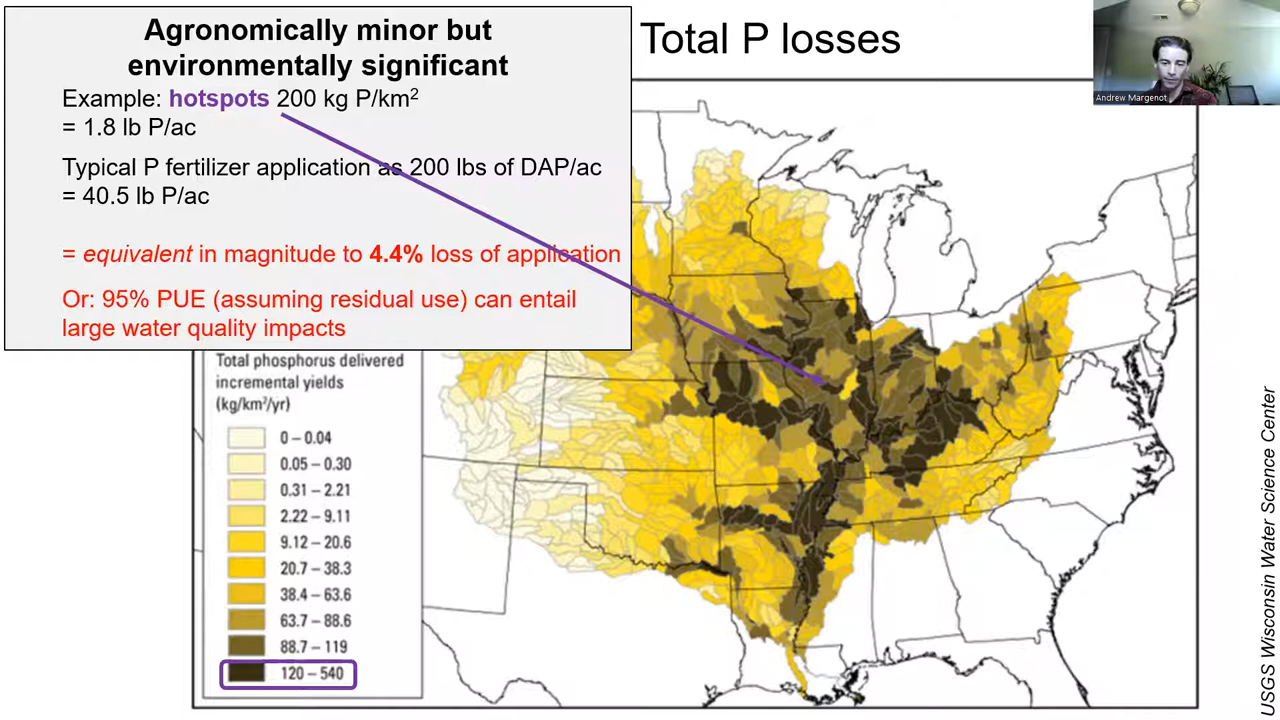 Agronomically minor but
environmentally significant
Example: hotspots 200 kg P/km²
= 1.8 lb P/ac
Typical P fertilizer application as 200 lbs of DAP/ac
= 40.5 lb P/ac
= equivalent in magnitude to 4.4% loss of application
Or: 95% PUE (assuming residual use) can entail
large water quality impacts
Total P losses
Andrew Margenot
Total phosphorus delivered
incremental yields
(kg/km²/yr)
0 – 0.04
0.05 – 0.30
0.31 – 2.21
2.22 – 9.11
9.12 – 20.6
20.7 – 38.3
38.4 – 63.6
63.7 – 88.6
88.7 – 119
120 – 540
USGS Wisconsin Water Science Center